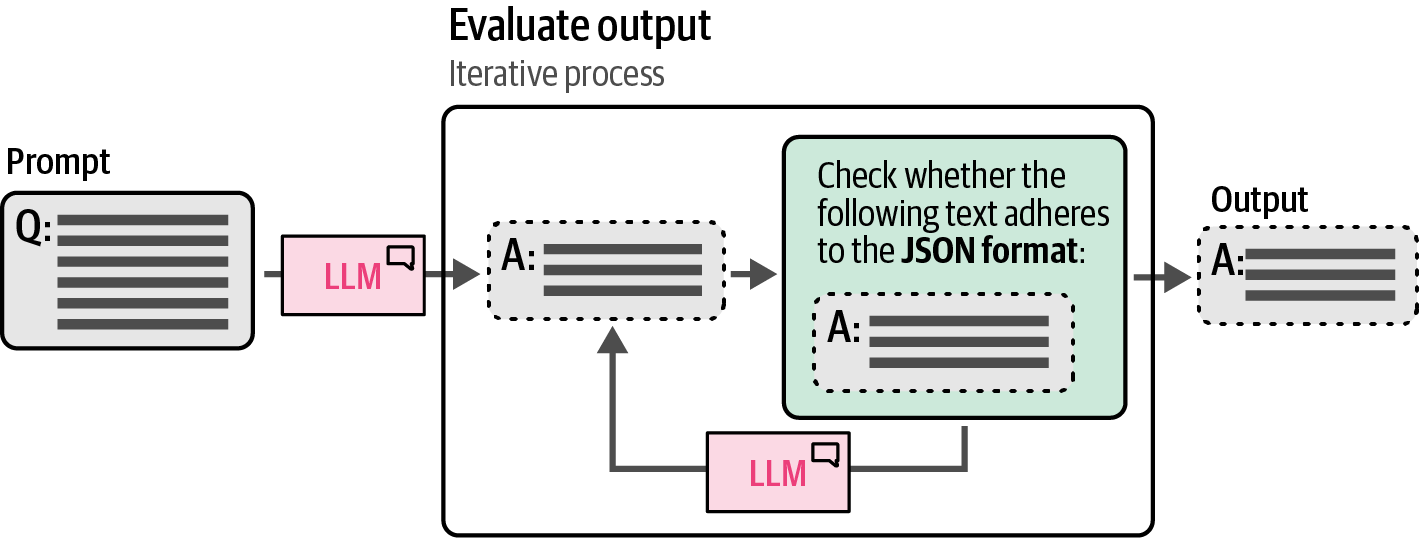 Evaluate output
Iterative process
Prompt
Q:
LLM
A:
Check whether the
following text adheres
to the JSON format:
A:
LLM
Output
A: